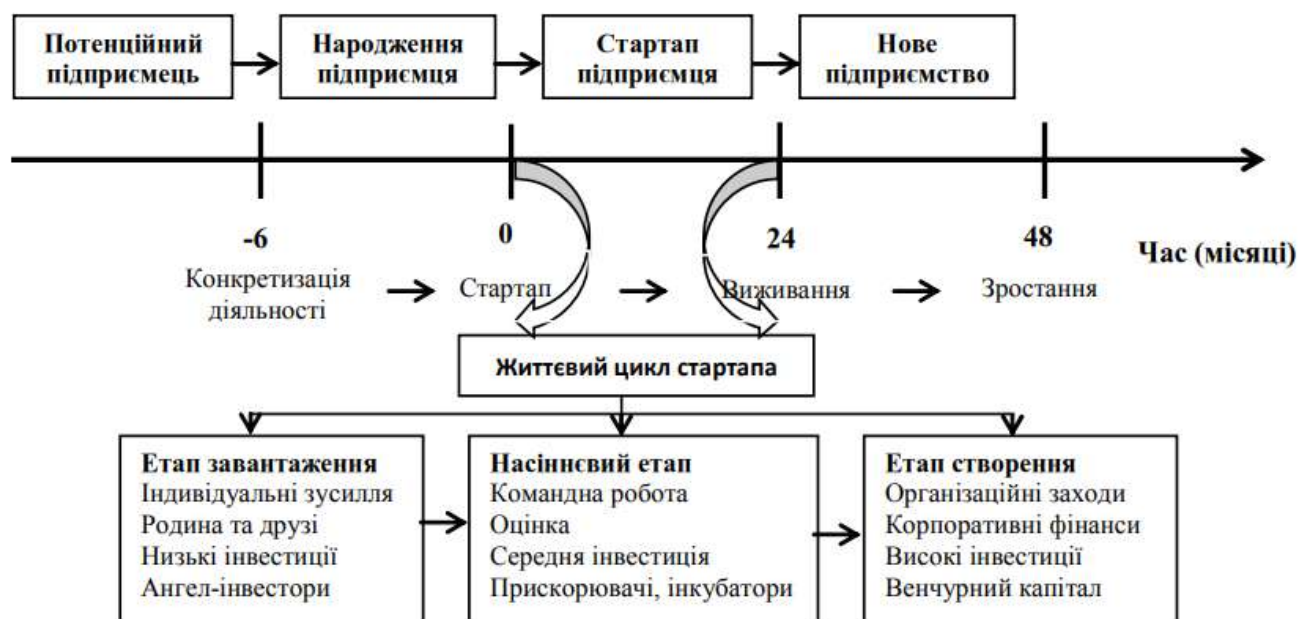 Потенційний
підприємець
Народження
підприємця
Стартап
підприємця
Нове
підприємство
-6
0
24
48
Час (місяці)
Конкретизація
діяльності
Стартап
Виживання
Зростання
Життєвий цикл стартапа
Етап завантаження
Індивідуальні зусилля
Родина та друзі
Низькі інвестиції
Ангел-інвестори
Насіннєвий етап
Командна робота
Оцінка
Середня інвестиція
Прискорювачі, інкубатори
Етап створення
Організаційні заходи
Корпоративні фінанси
Високі інвестиції
Венчурний капітал